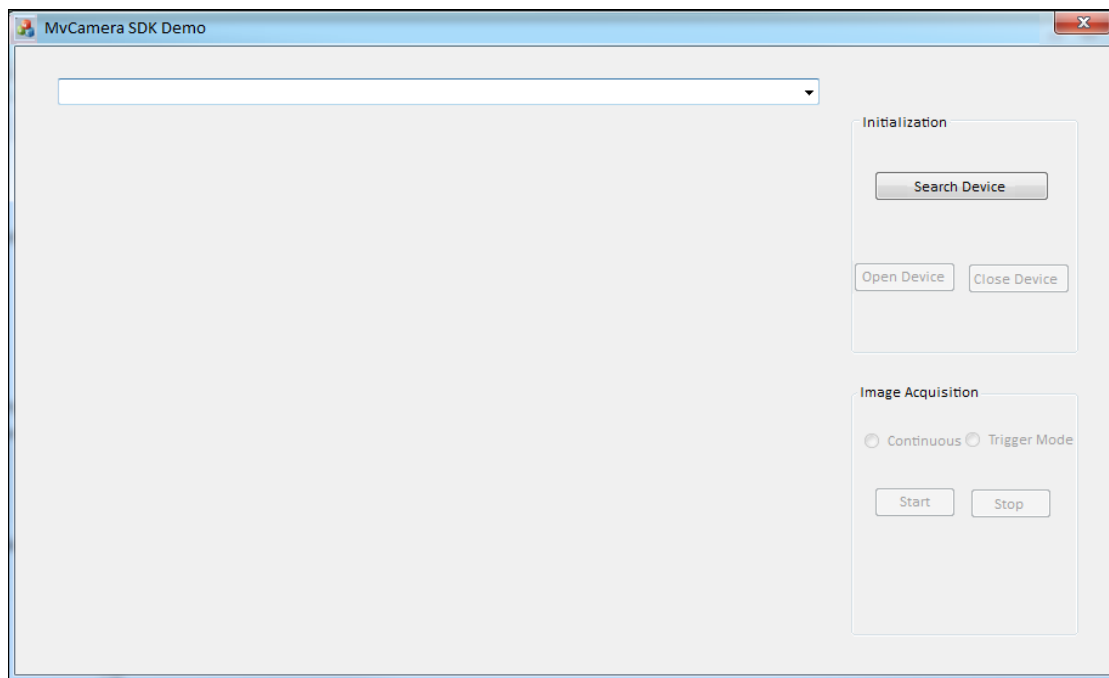 MvCamera SDK Demo
Initialization
Search Device
Open Device
Close Device
Image Acquisition
Continuous
Trigger Mode
Start
Stop